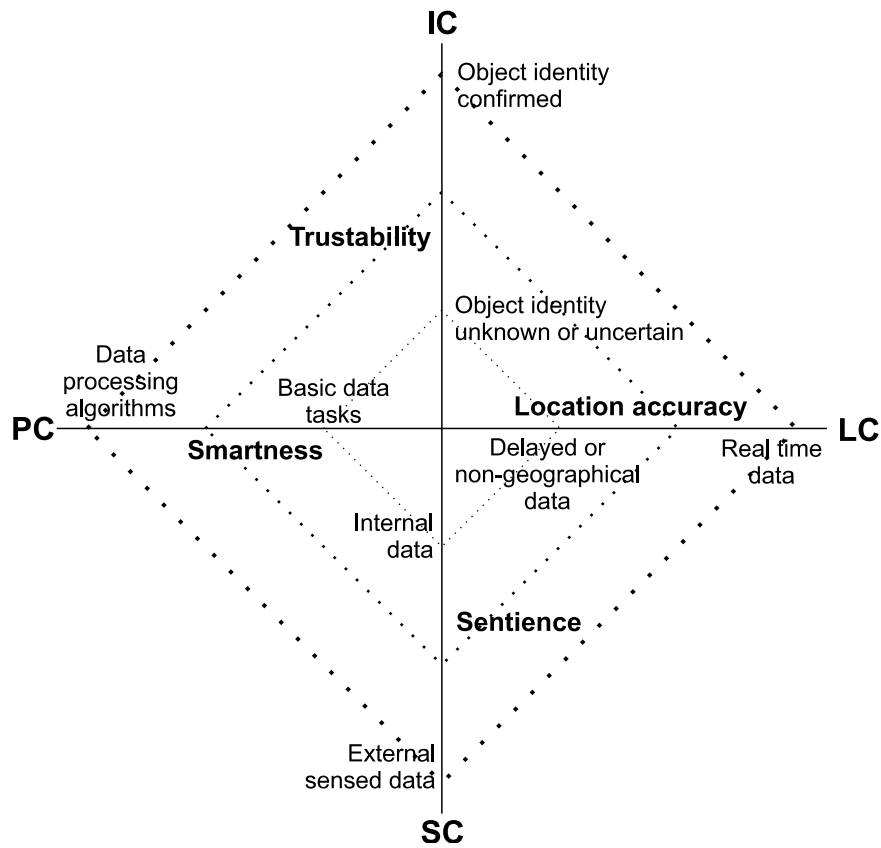 IC
Object identity
confirmed
Trustability
Object identity
unknown or uncertain
Data
processing
algorithms
Basic data
tasks
Location accuracy
PC
LC
Smartness
Delayed or
non-geographical
data
Real time
data
Internal
data
Sentience
External
sensed data
SC